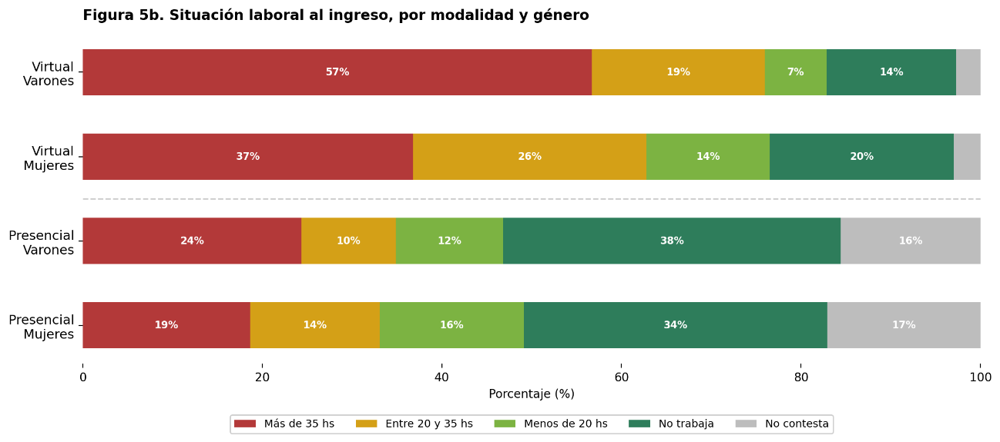 Figura 5b. Situación laboral al ingreso, por modalidad y género
Virtual
Varones
57%
19%
7%
14%
Virtual
Mujeres
37%
26%
14%
20%
Presencial
Varones
24%
10%
12%
38%
16%
Presencial
Mujeres
19%
14%
16%
34%
17%
0
20
40
60
80
100
Porcentaje (%)
Más de 35 hs
Entre 20 y 35 hs
Menos de 20 hs
No trabaja
No contesta